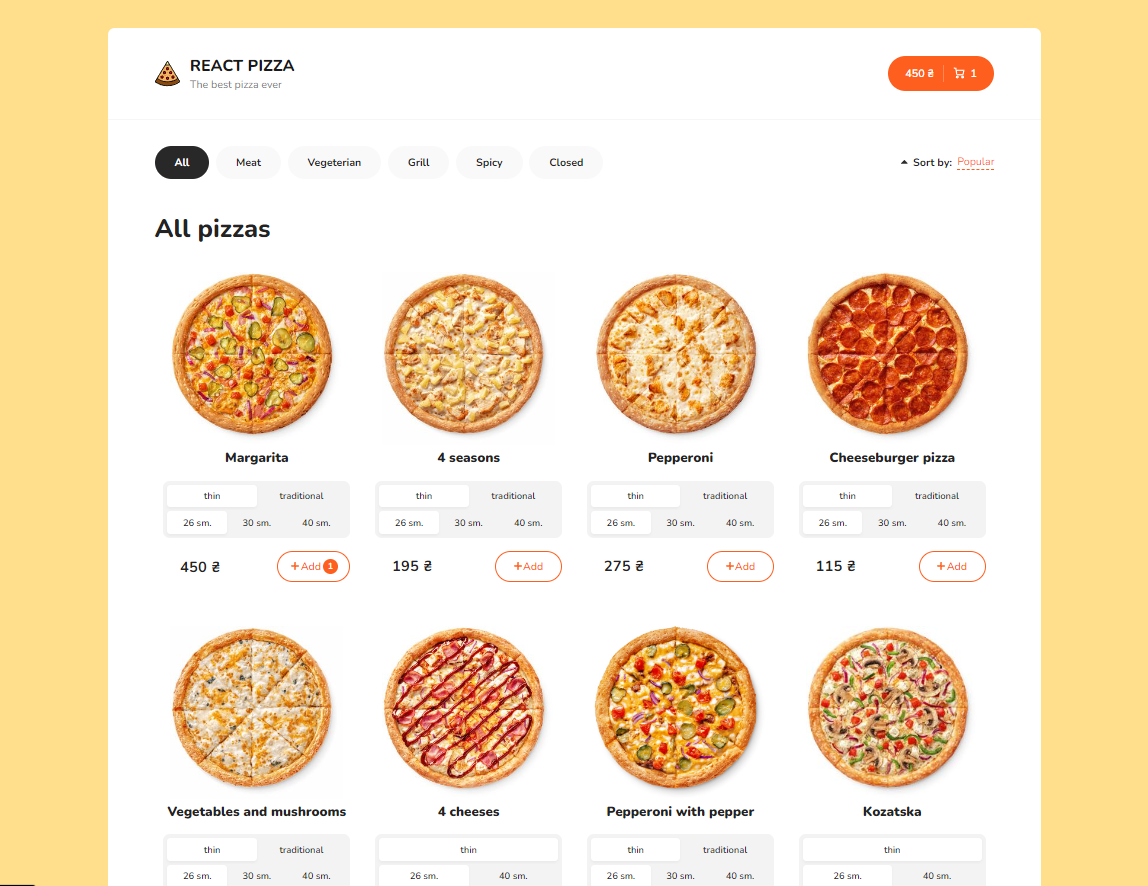 REACT PIZZA
The best pizza ever
450 ₴ 1
All Meat Vegeterian Grill Spicy Closed
Sort by: Popular
All pizzas
Margarita 4 seasons Pepperoni Cheeseburger pizza
thin traditional thin traditional thin traditional thin traditional
26 sm. 30 sm. 40 sm. 26 sm. 30 sm. 40 sm. 26 sm. 30 sm. 40 sm. 26 sm. 30 sm. 40 sm.
450 ₴ +Add 1 195 ₴ +Add 275 ₴ +Add 115 ₴ +Add
Vegetables and mushrooms 4 cheeses Pepperoni with pepper Kozatska
thin traditional thin thin traditional thin
26 sm. 30 sm. 40 sm. 26 sm. 40 sm. 26 sm. 30 sm. 40 sm. 26 sm. 40 sm.